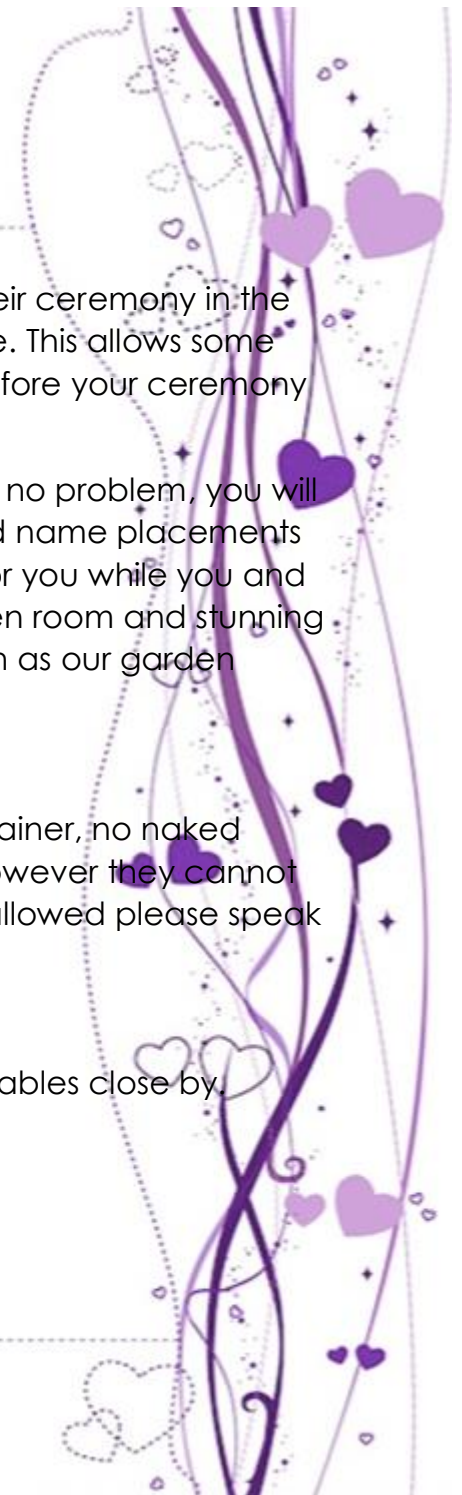 eir ceremony in the
e. This allows some
fore your ceremony
no problem, you will
d name placements
or you while you and
en room and stunning
n as our garden
ainer, no naked
owever they cannot
allowed please speak
ables close by.